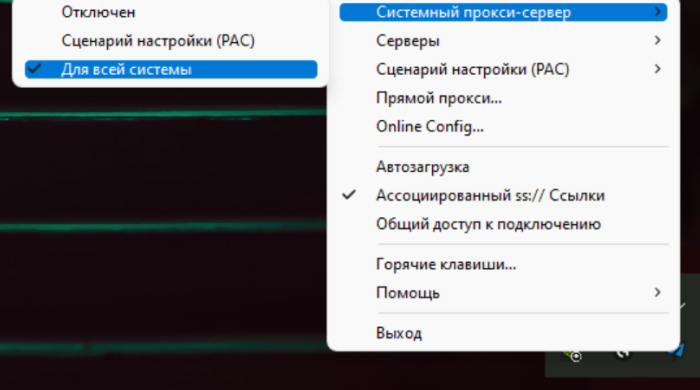 Отключен
Сценарий настройки (PAC)
Для всей системы
Системный прокси-сервер
Серверы
Сценарий настройки (PAC)
Прямой прокси...
Online Config...
Автозагрузка
Ассоциированный ss:// Ссылки
Общий доступ к подключению
Горячие клавиши...
Помощь
Выход